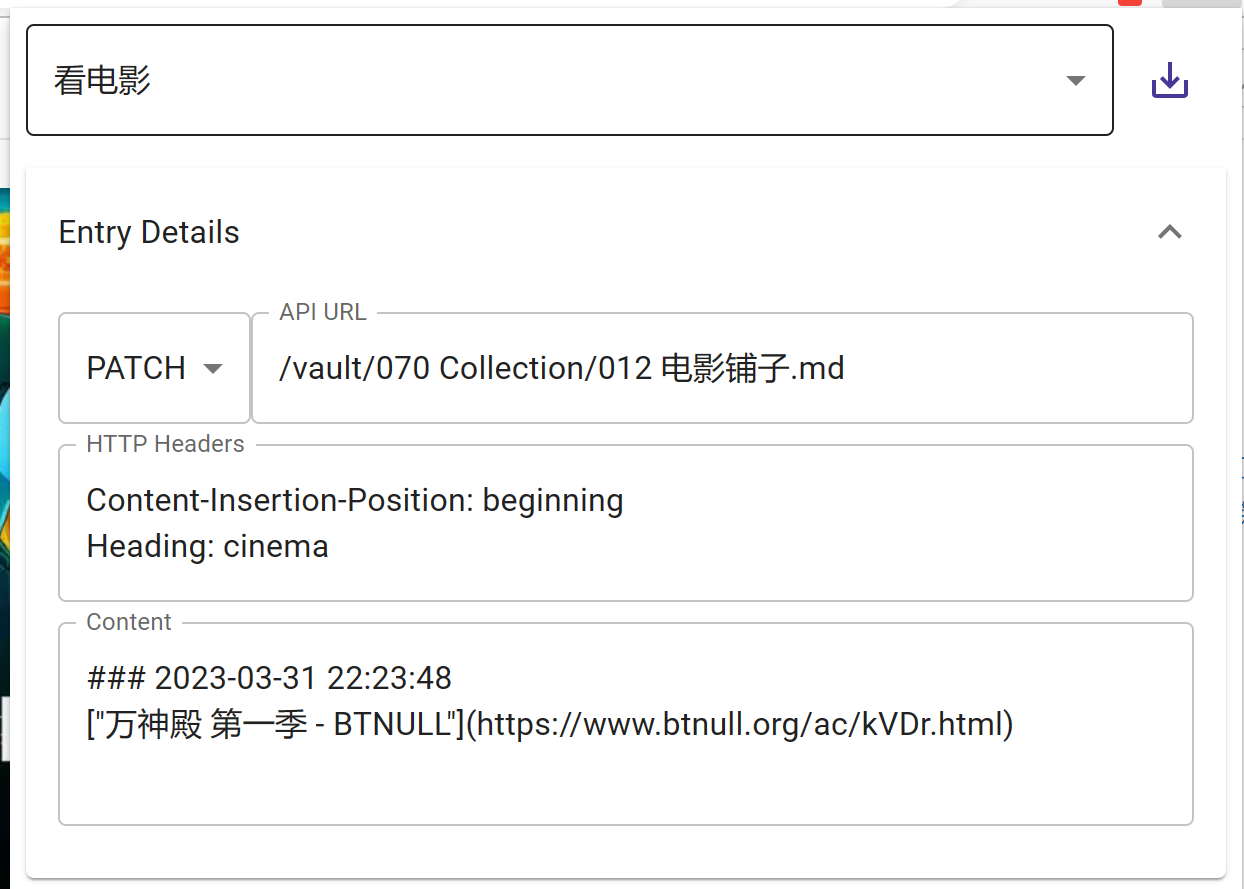 看电影
Entry Details
API URL
PATCH
/vault/070 Collection/012 电影铺子.md
HTTP Headers
Content-Insertion-Position: beginning
Heading: cinema
Content
### 2023-03-31 22:23:48
["万神殿 第一季 - BTNULL"](https://www.btnull.org/ac/kVDr.html)